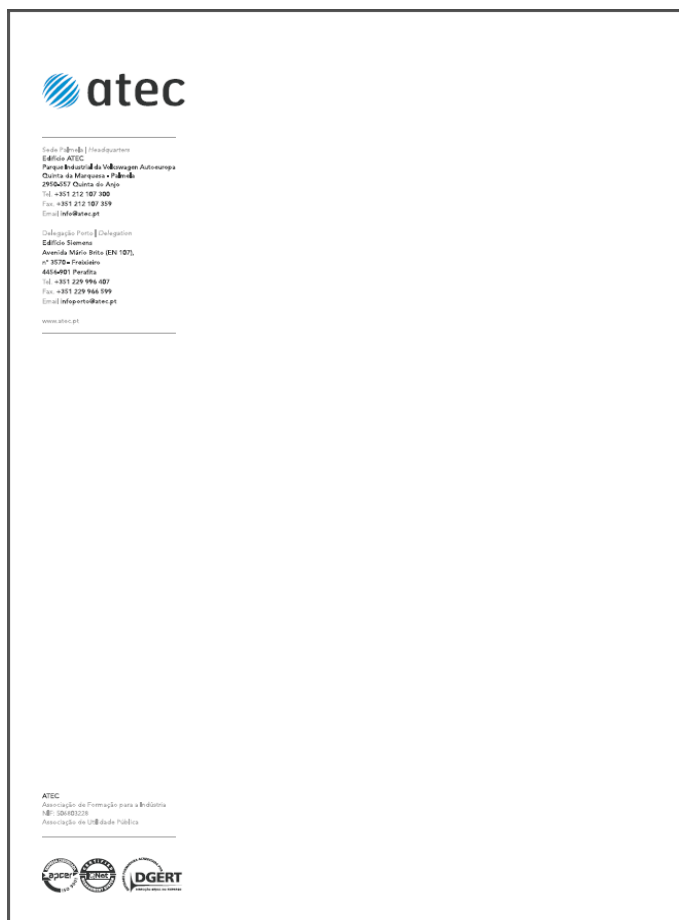 atec
Sede Palmela | Headquarters
Edifício ATEC
Parque Industrial da Volkswagen Autoeuropa
Quinta da Marquesa • Palmela
2950-557 Quinta do Anjo
Tel. +351 212 107 300
Fax. +351 212 107 359
Email info@atec.pt
Delegação Porto | Delegation
Edifício Siemens
Avenida Mário Brito (EN 107),
nº 3570 – Freixieiro
4456-901 Perafita
Tel. +351 229 996 407
Fax. +351 229 966 599
Email infoporto@atec.pt
www.atec.pt
ATEC
Associação de Formação para a Indústria
NIF: 506803229
Associação de Utilidade Pública
apcer
IQNet
DGERT